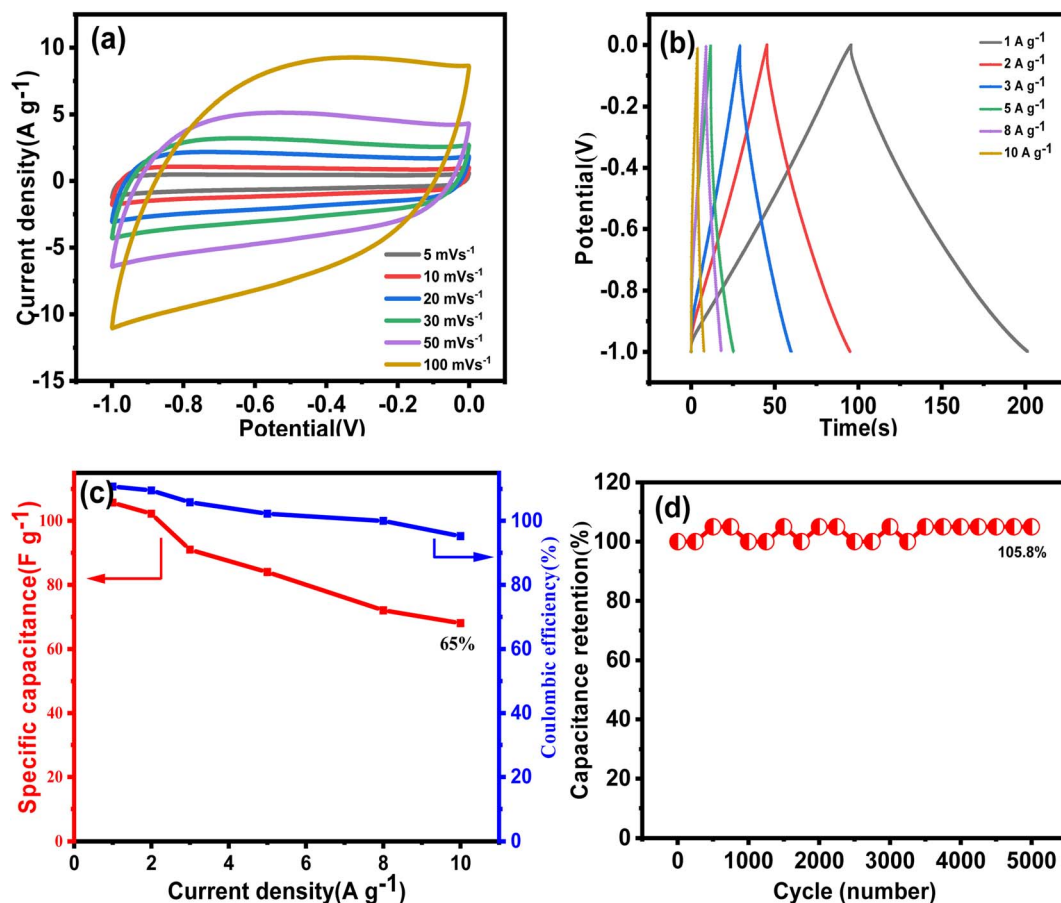 (a)
10
5
0
-5
-10
-15
Current density(A g⁻¹)
5 mVs⁻¹
10 mVs⁻¹
20 mVs⁻¹
30 mVs⁻¹
50 mVs⁻¹
100 mVs⁻¹
-1.0 -0.8 -0.6 -0.4 -0.2 0.0
Potential(V)
(b)
0.0
-0.2
-0.4
-0.6
-0.8
-1.0
Potential(V)
1 A g⁻¹
2 A g⁻¹
3 A g⁻¹
5 A g⁻¹
8 A g⁻¹
10 A g⁻¹
0 50 100 150 200
Time(s)
(c)
100
80
60
40
20
0
Specific capacitance(F g⁻¹)
65%
100
80
60
40
20
0
Coulombic efficiency(%)
0 2 4 6 8 10
Current density(A g⁻¹)
(d)
120
100
80
60
40
20
0
Capacitance retention(%)
105.8%
0 1000 2000 3000 4000 5000
Cycle (number)